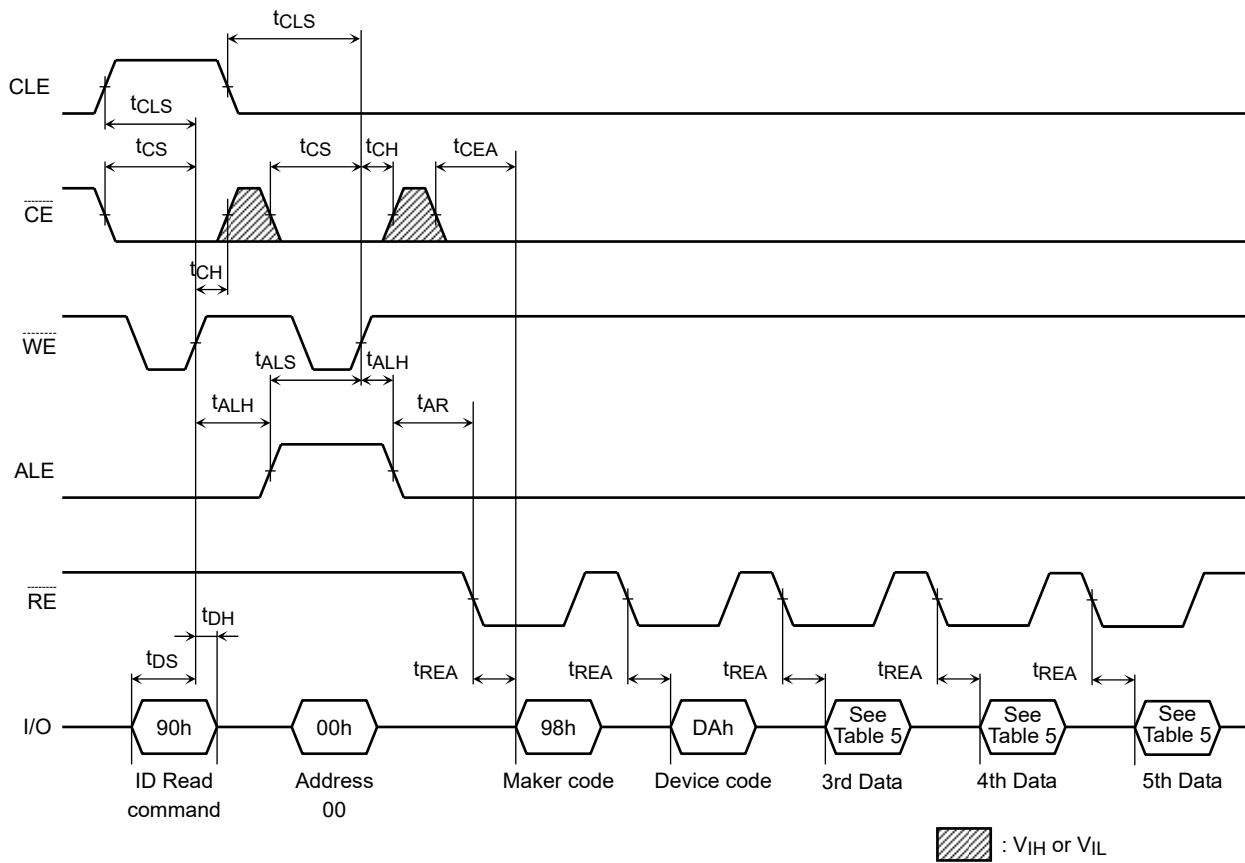 tCLS
CLE
tCLS
tCS
tCS
tCH
tCEA
CE
tCH
WE
tALS
tALH
tALH
tAR
ALE
RE
tDH
tDS
tREA
tREA
tREA
tREA
tREA
I/O
90h
00h
98h
DAh
See
Table 5
See
Table 5
See
Table 5
ID Read
command
Address
00
Maker code
Device code
3rd Data
4th Data
5th Data
: VIH or VIL